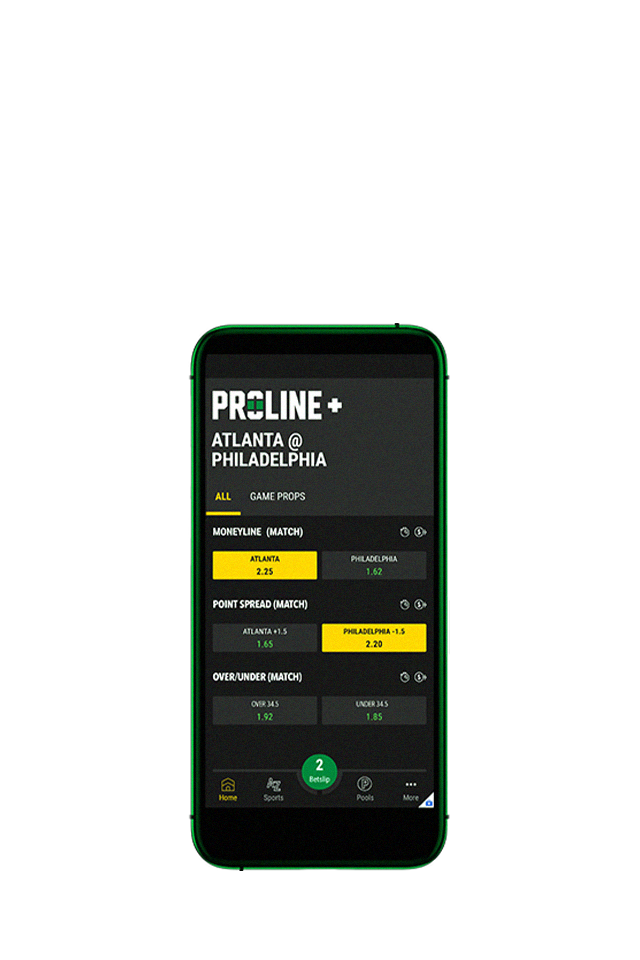 PROLINE +
ATLANTA @
PHILADELPHIA
ALL GAME PROPS
MONEYLINE (MATCH)
ATLANTA PHILADELPHIA
2.25 1.62
POINT SPREAD (MATCH)
ATLANTA +1.5 PHILADELPHIA -1.5
1.65 2.20
OVER/UNDER (MATCH)
OVER 34.5 UNDER 34.5
1.92 1.85
2
Betslip
Home Sports Pools More